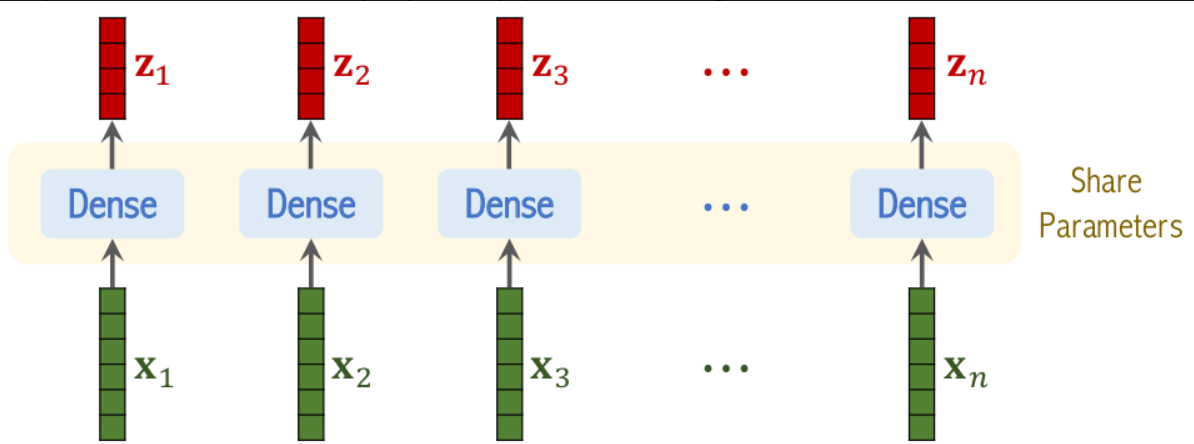 z₁ z₂ z₃ ... zₙ
Dense Dense Dense ... Dense
Share
Parameters
x₁ x₂ x₃ ... xₙ